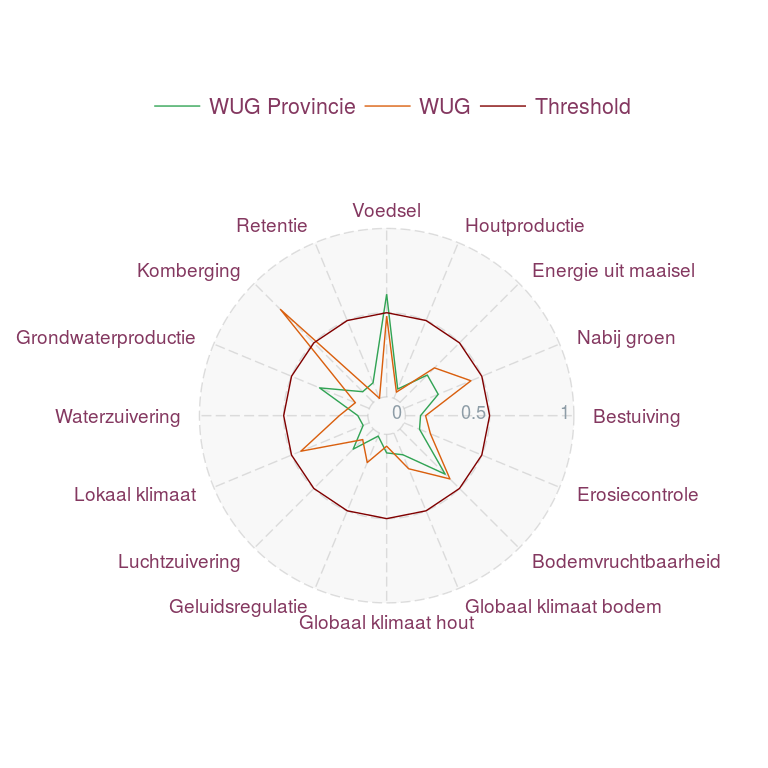 WUG Provincie WUG Threshold
Voedsel
Retentie Houtproductie
Komberging Energie uit maaisel
Grondwaterproductie Nabij groen
Waterzuivering 0 0.5 1 Bestuiving
Lokaal klimaat Erosiecontrole
Luchtzuivering Bodemvruchtbaarheid
Geluidsregulatie Globaal klimaat bodem
Globaal klimaat hout